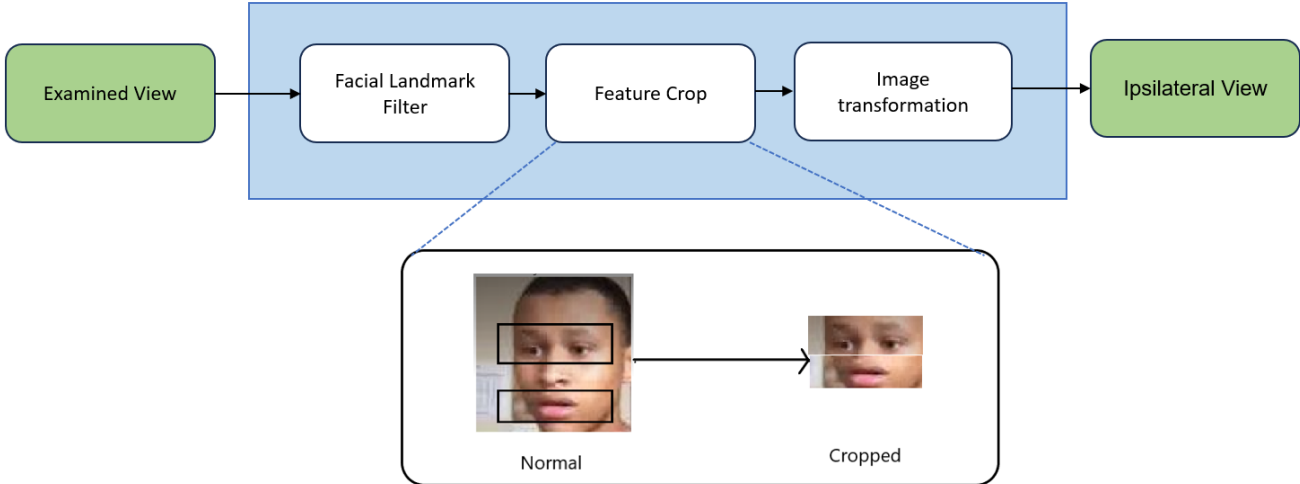 Examined View
Facial Landmark
Filter
Feature Crop
Image
transformation
Ipsilateral View
Normal
Cropped